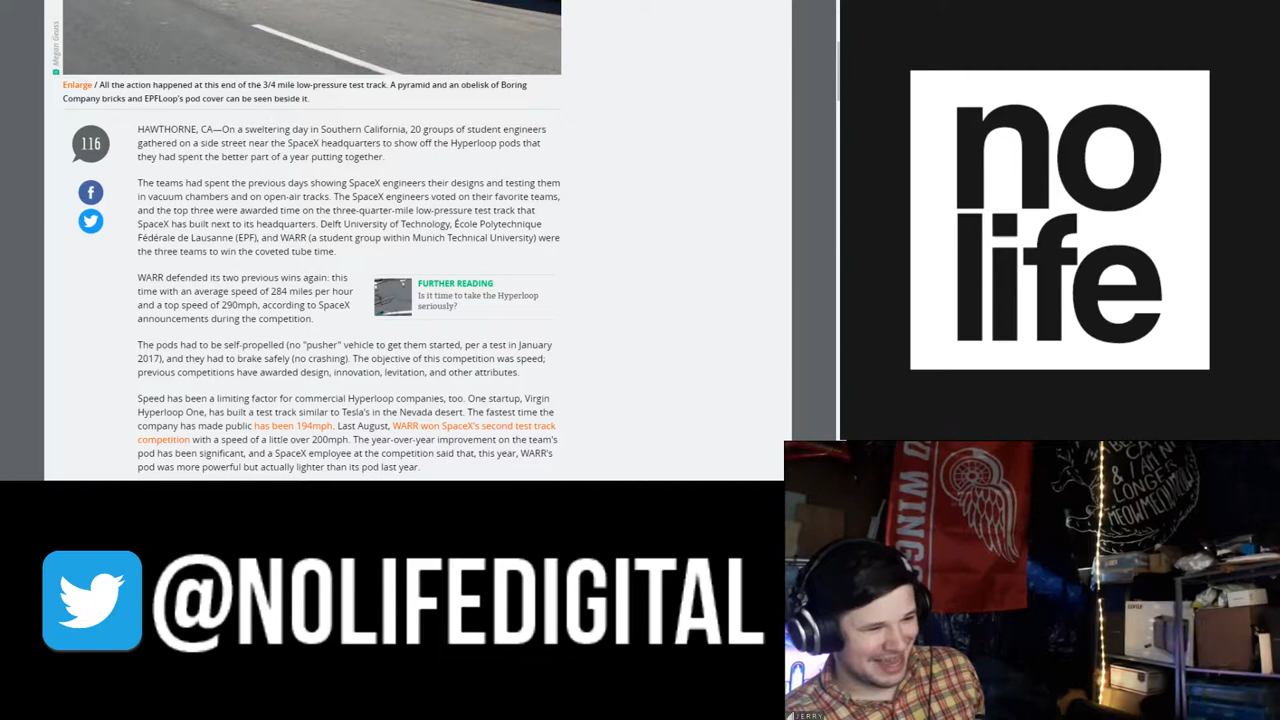 Megan Geuss
Enlarge / All the action happened at this end of the 3/4 mile low-pressure test track. A pyramid and an obelisk of Boring
Company bricks and EPFLoop's pod cover can be seen beside it.
116
HAWTHORNE, CA—On a sweltering day in Southern California, 20 groups of student engineers
gathered on a side street near the SpaceX headquarters to show off the Hyperloop pods that
they had spent the better part of a year putting together.
The teams had spent the previous days showing SpaceX engineers their designs and testing them
in vacuum chambers and on open-air tracks. The SpaceX engineers voted on their favorite teams,
and the top three were awarded time on the three-quarter-mile low-pressure test track that
SpaceX has built next to its headquarters. Delft University of Technology, École Polytechnique
Fédérale de Lausanne (EPF), and WARR (a student group within Munich Technical University) were
the three teams to win the coveted tube time.
WARR defended its two previous wins again: this
time with an average speed of 284 miles per hour
and a top speed of 290mph, according to SpaceX
announcements during the competition.
FURTHER READING
Is it time to take the Hyperloop
seriously?
The pods had to be self-propelled (no "pusher" vehicle to get them started, per a test in January
2017), and they had to brake safely (no crashing). The objective of this competition was speed;
previous competitions have awarded design, innovation, levitation, and other attributes.
Speed has been a limiting factor for commercial Hyperloop companies, too. One startup, Virgin
Hyperloop One, has built a test track similar to Tesla's in the Nevada desert. The fastest time the
company has made public has been 194mph. Last August, WARR won SpaceX's second test track
competition with a speed of a little over 200mph. The year-over-year improvement on the team's
pod has been significant, and a SpaceX employee at the competition said that, this year, WARR's
pod was more powerful but actually lighter than its pod last year.
no
life
@NOLIFEDIGITAL
D WING
CA
I AM NO
& LONGER
MEOWMEOWMEOW
JERRY